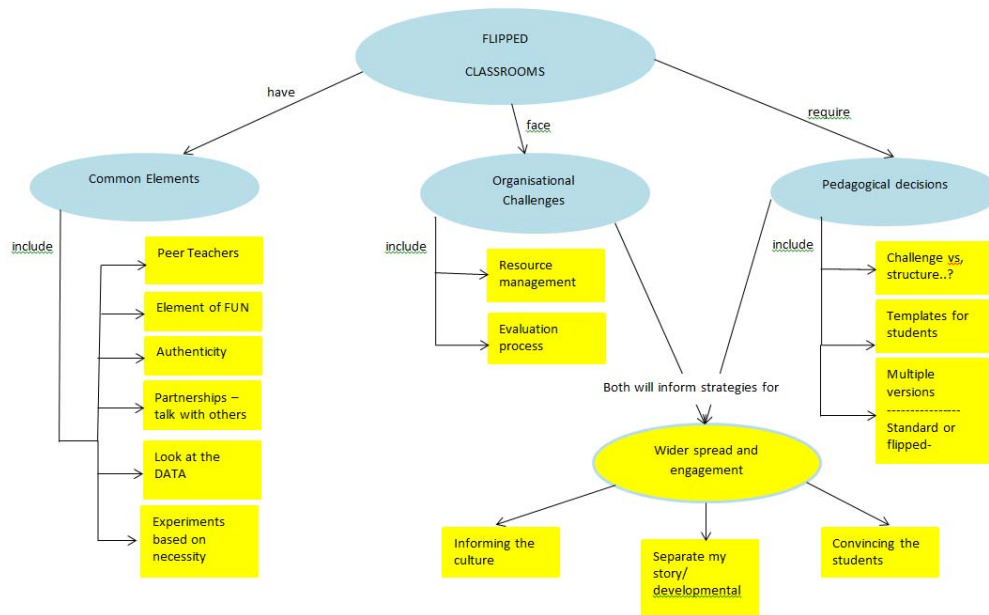 FLIPPED
CLASSROOMS
have
face
require
Common Elements
Organisational
Challenges
Pedagogical decisions
include
Peer Teachers
Element of FUN
Authenticity
Partnerships –
talk with others
Look at the
DATA
Experiments
based on
necessity
include
Resource
management
Evaluation
process
include
Challenge vs,
structure..?
Templates for
students
Multiple
versions
----------------
Standard or
flipped-
Both will inform strategies for
Wider spread and
engagement
Informing the
culture
Separate my
story/
developmental
Convincing the
students